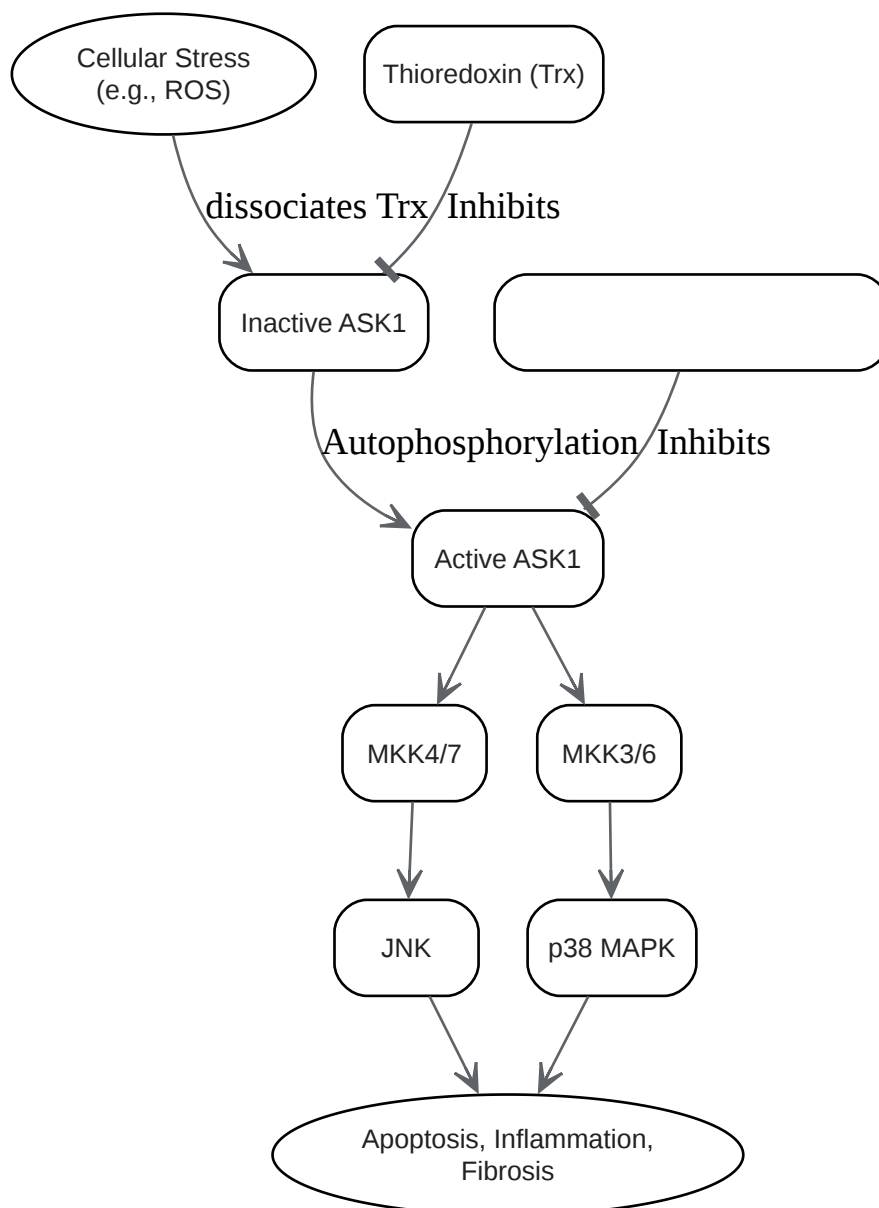 Cellular Stress
(e.g., ROS)
Thioredoxin (Trx)
dissociates Trx
Inhibits
Inactive ASK1
Autophosphorylation
Inhibits
Active ASK1
MKK4/7
MKK3/6
JNK
p38 MAPK
Apoptosis, Inflammation,
Fibrosis